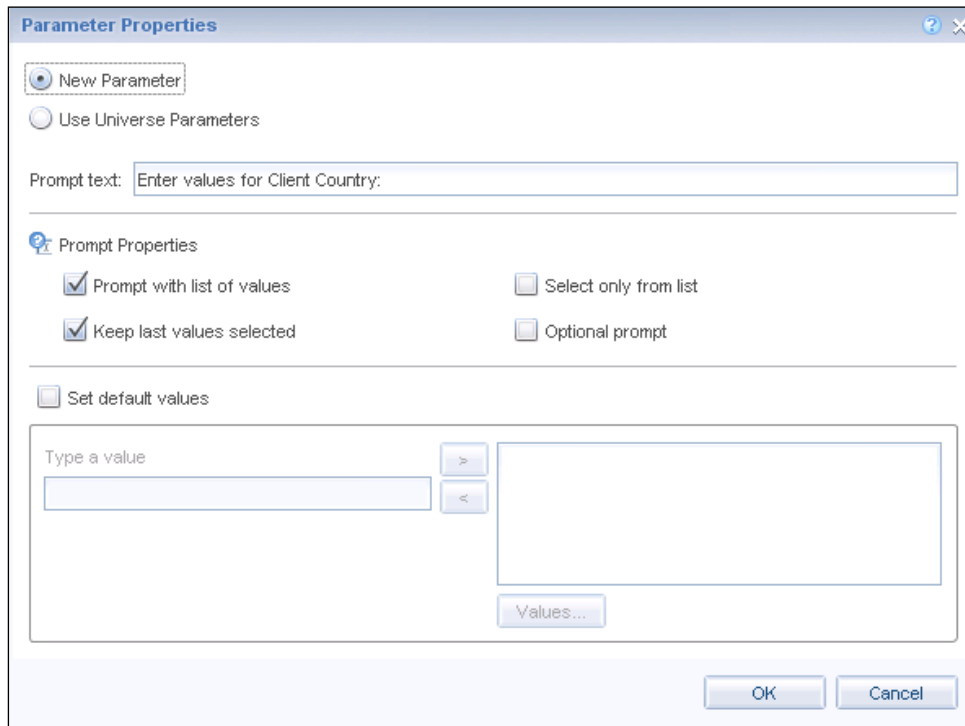 Parameter Properties
New Parameter
Use Universe Parameters
Prompt text: Enter values for Client Country:
Prompt Properties
Prompt with list of values
Select only from list
Keep last values selected
Optional prompt
Set default values
Type a value
>
<
Values...
OK Cancel